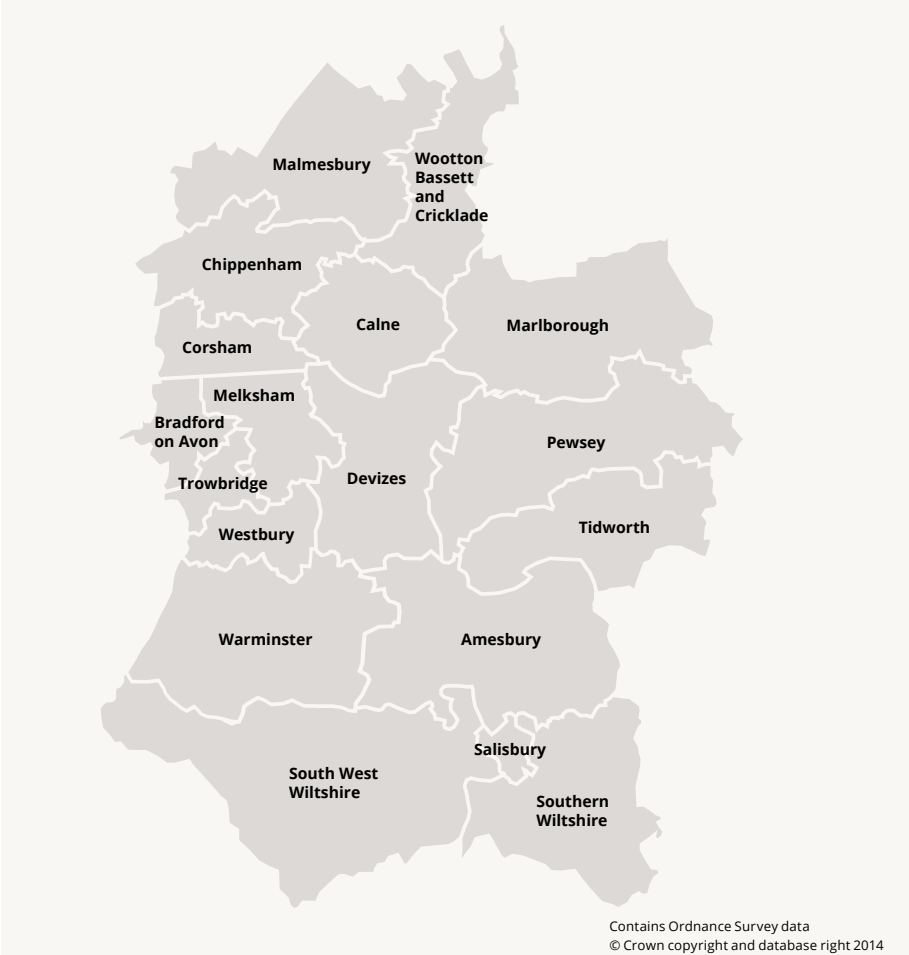 Malmesbury
Wootton
Bassett
and
Cricklade
Chippenham
Calne
Marlborough
Corsham
Melksham
Bradford
on Avon
Pewsey
Trowbridge
Devizes
Tidworth
Westbury
Warminster
Amesbury
Salisbury
South West
Wiltshire
Southern
Wiltshire
Contains Ordnance Survey data
© Crown copyright and database right 2014